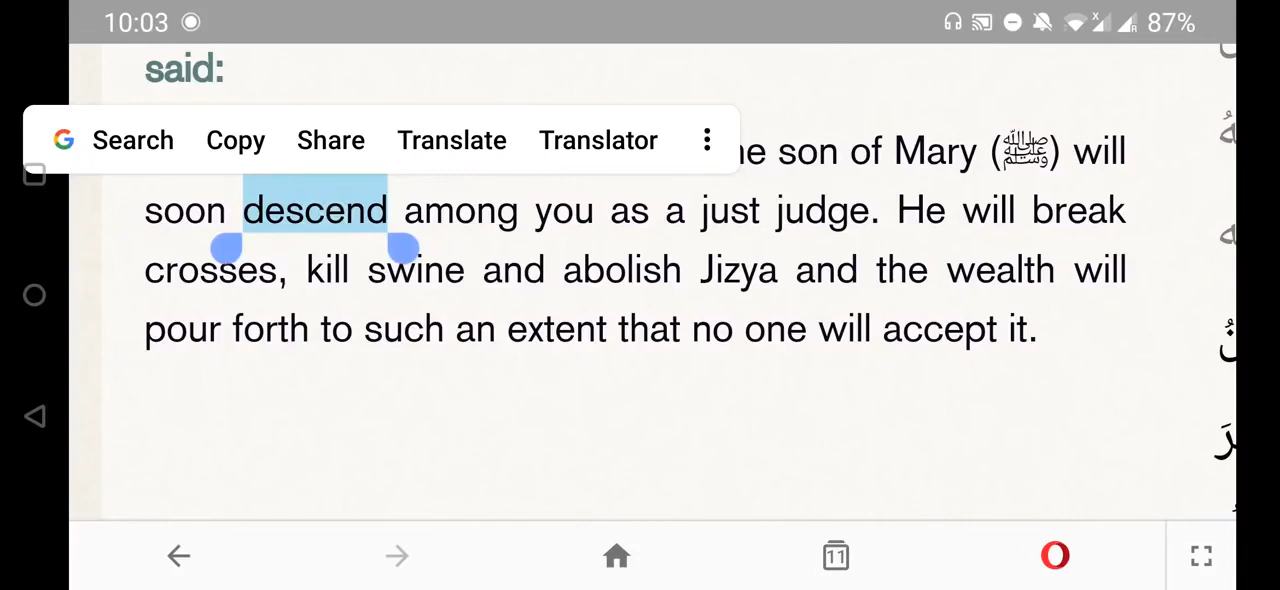 10:03 87%
said:
Search Copy Share Translate Translator
he son of Mary (ﷺ) will
soon descend among you as a just judge. He will break
crosses, kill swine and abolish Jizya and the wealth will
pour forth to such an extent that no one will accept it.
11